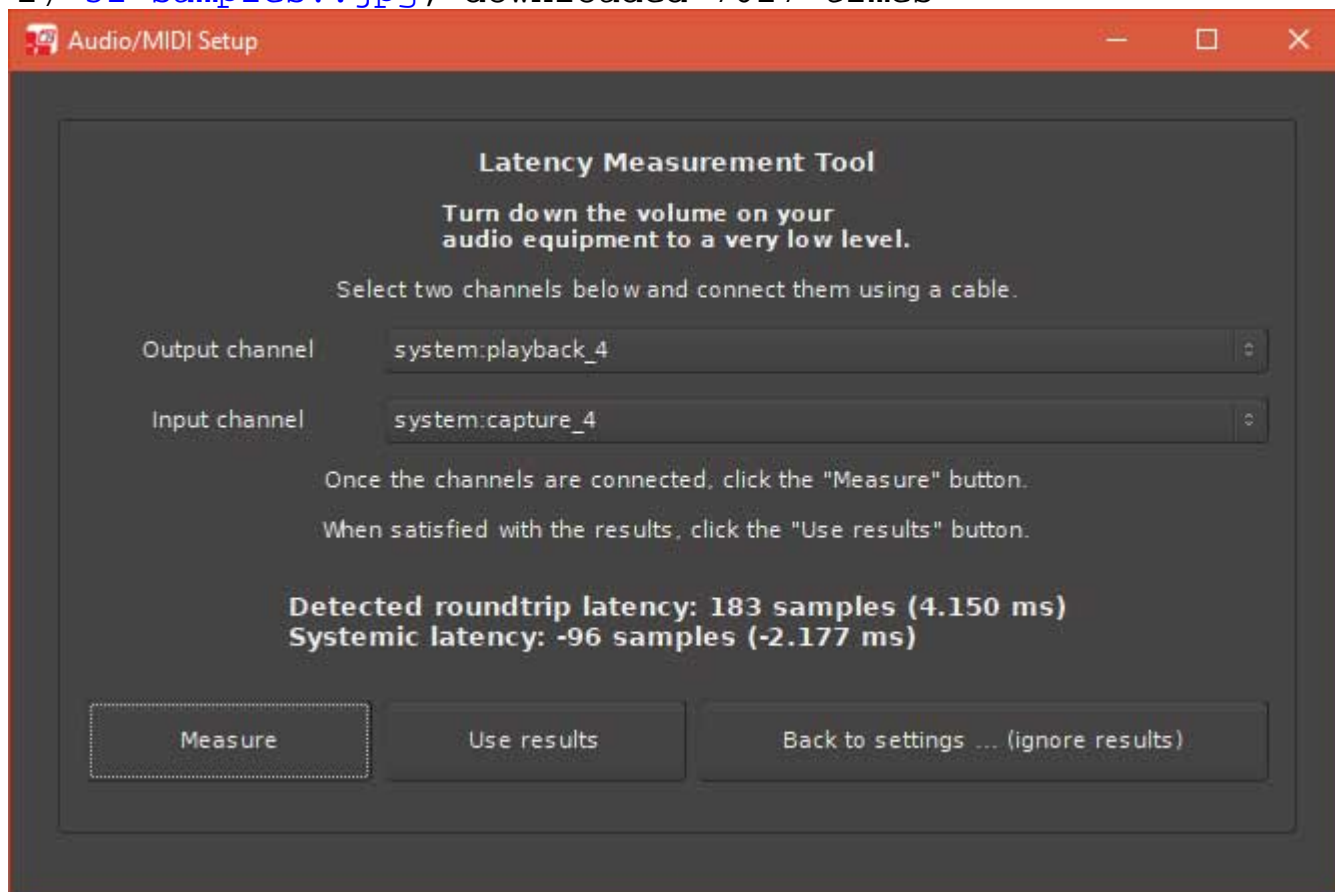 Audio/MIDI Setup
Latency Measurement Tool
Turn down the volume on your
audio equipment to a very low level.
Select two channels below and connect them using a cable.
Output channel system:playback_4
Input channel system:capture_4
Once the channels are connected, click the "Measure" button.
When satisfied with the results, click the "Use results" button.
Detected roundtrip latency: 183 samples (4.150 ms)
Systemic latency: -96 samples (-2.177 ms)
Measure Use results Back to settings ... (ignore results)